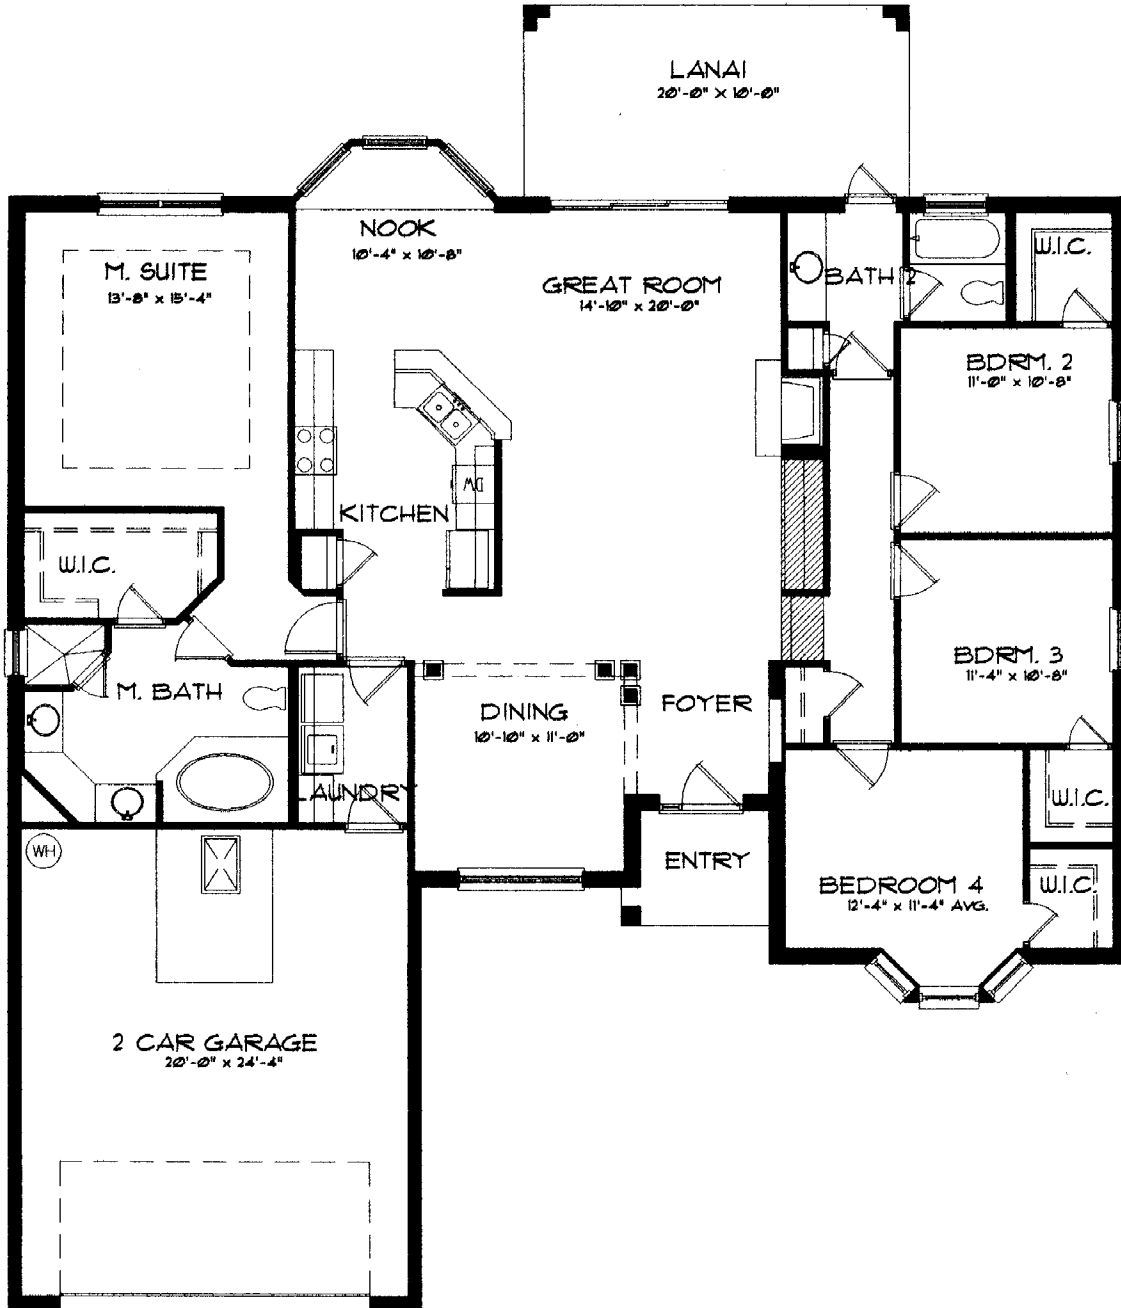 LANAI
20'-0" x 10'-0"
NOOK
10'-4" x 10'-8"
M. SUITE
13'-8" x 15'-4"
GREAT ROOM
14'-10" x 20'-0"
BATH 2
W.I.C.
BDRM. 2
11'-0" x 10'-8"
KITCHEN
DW
W.I.C.
M. BATH
BDRM. 3
11'-4" x 10'-8"
DINING
10'-10" x 11'-0"
FOYER
LAUNDRY
W.I.C.
WH
ENTRY
BEDROOM 4
12'-4" x 11'-4" AVG.
W.I.C.
2 CAR GARAGE
20'-0" x 24'-4"